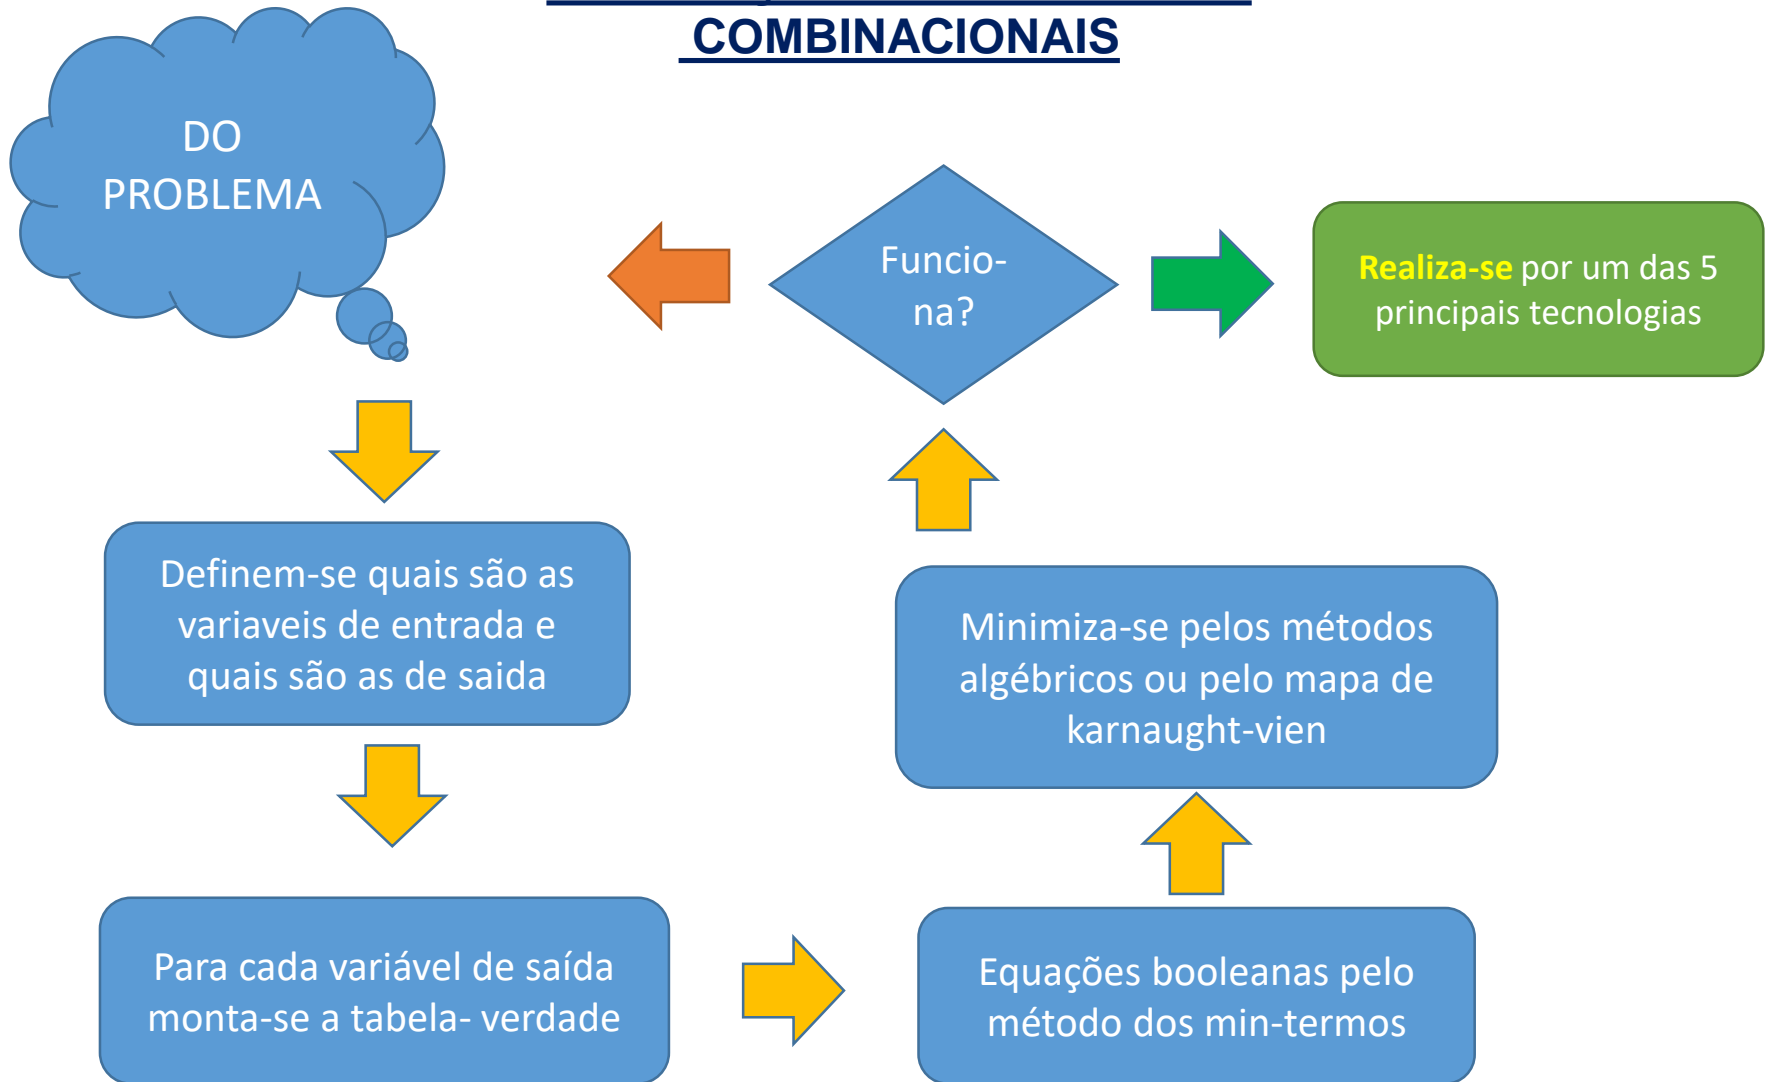 COMBINACIONAIS
DO
PROBLEMA
Definem-se quais são as
variaveis de entrada e
quais são as de saida
Para cada variável de saída
monta-se a tabela- verdade
Equações booleanas pelo
método dos min-termos
Minimiza-se pelos métodos
algébricos ou pelo mapa de
karnaught-vien
Funcio-
na?
Realiza-se por um das 5
principais tecnologias